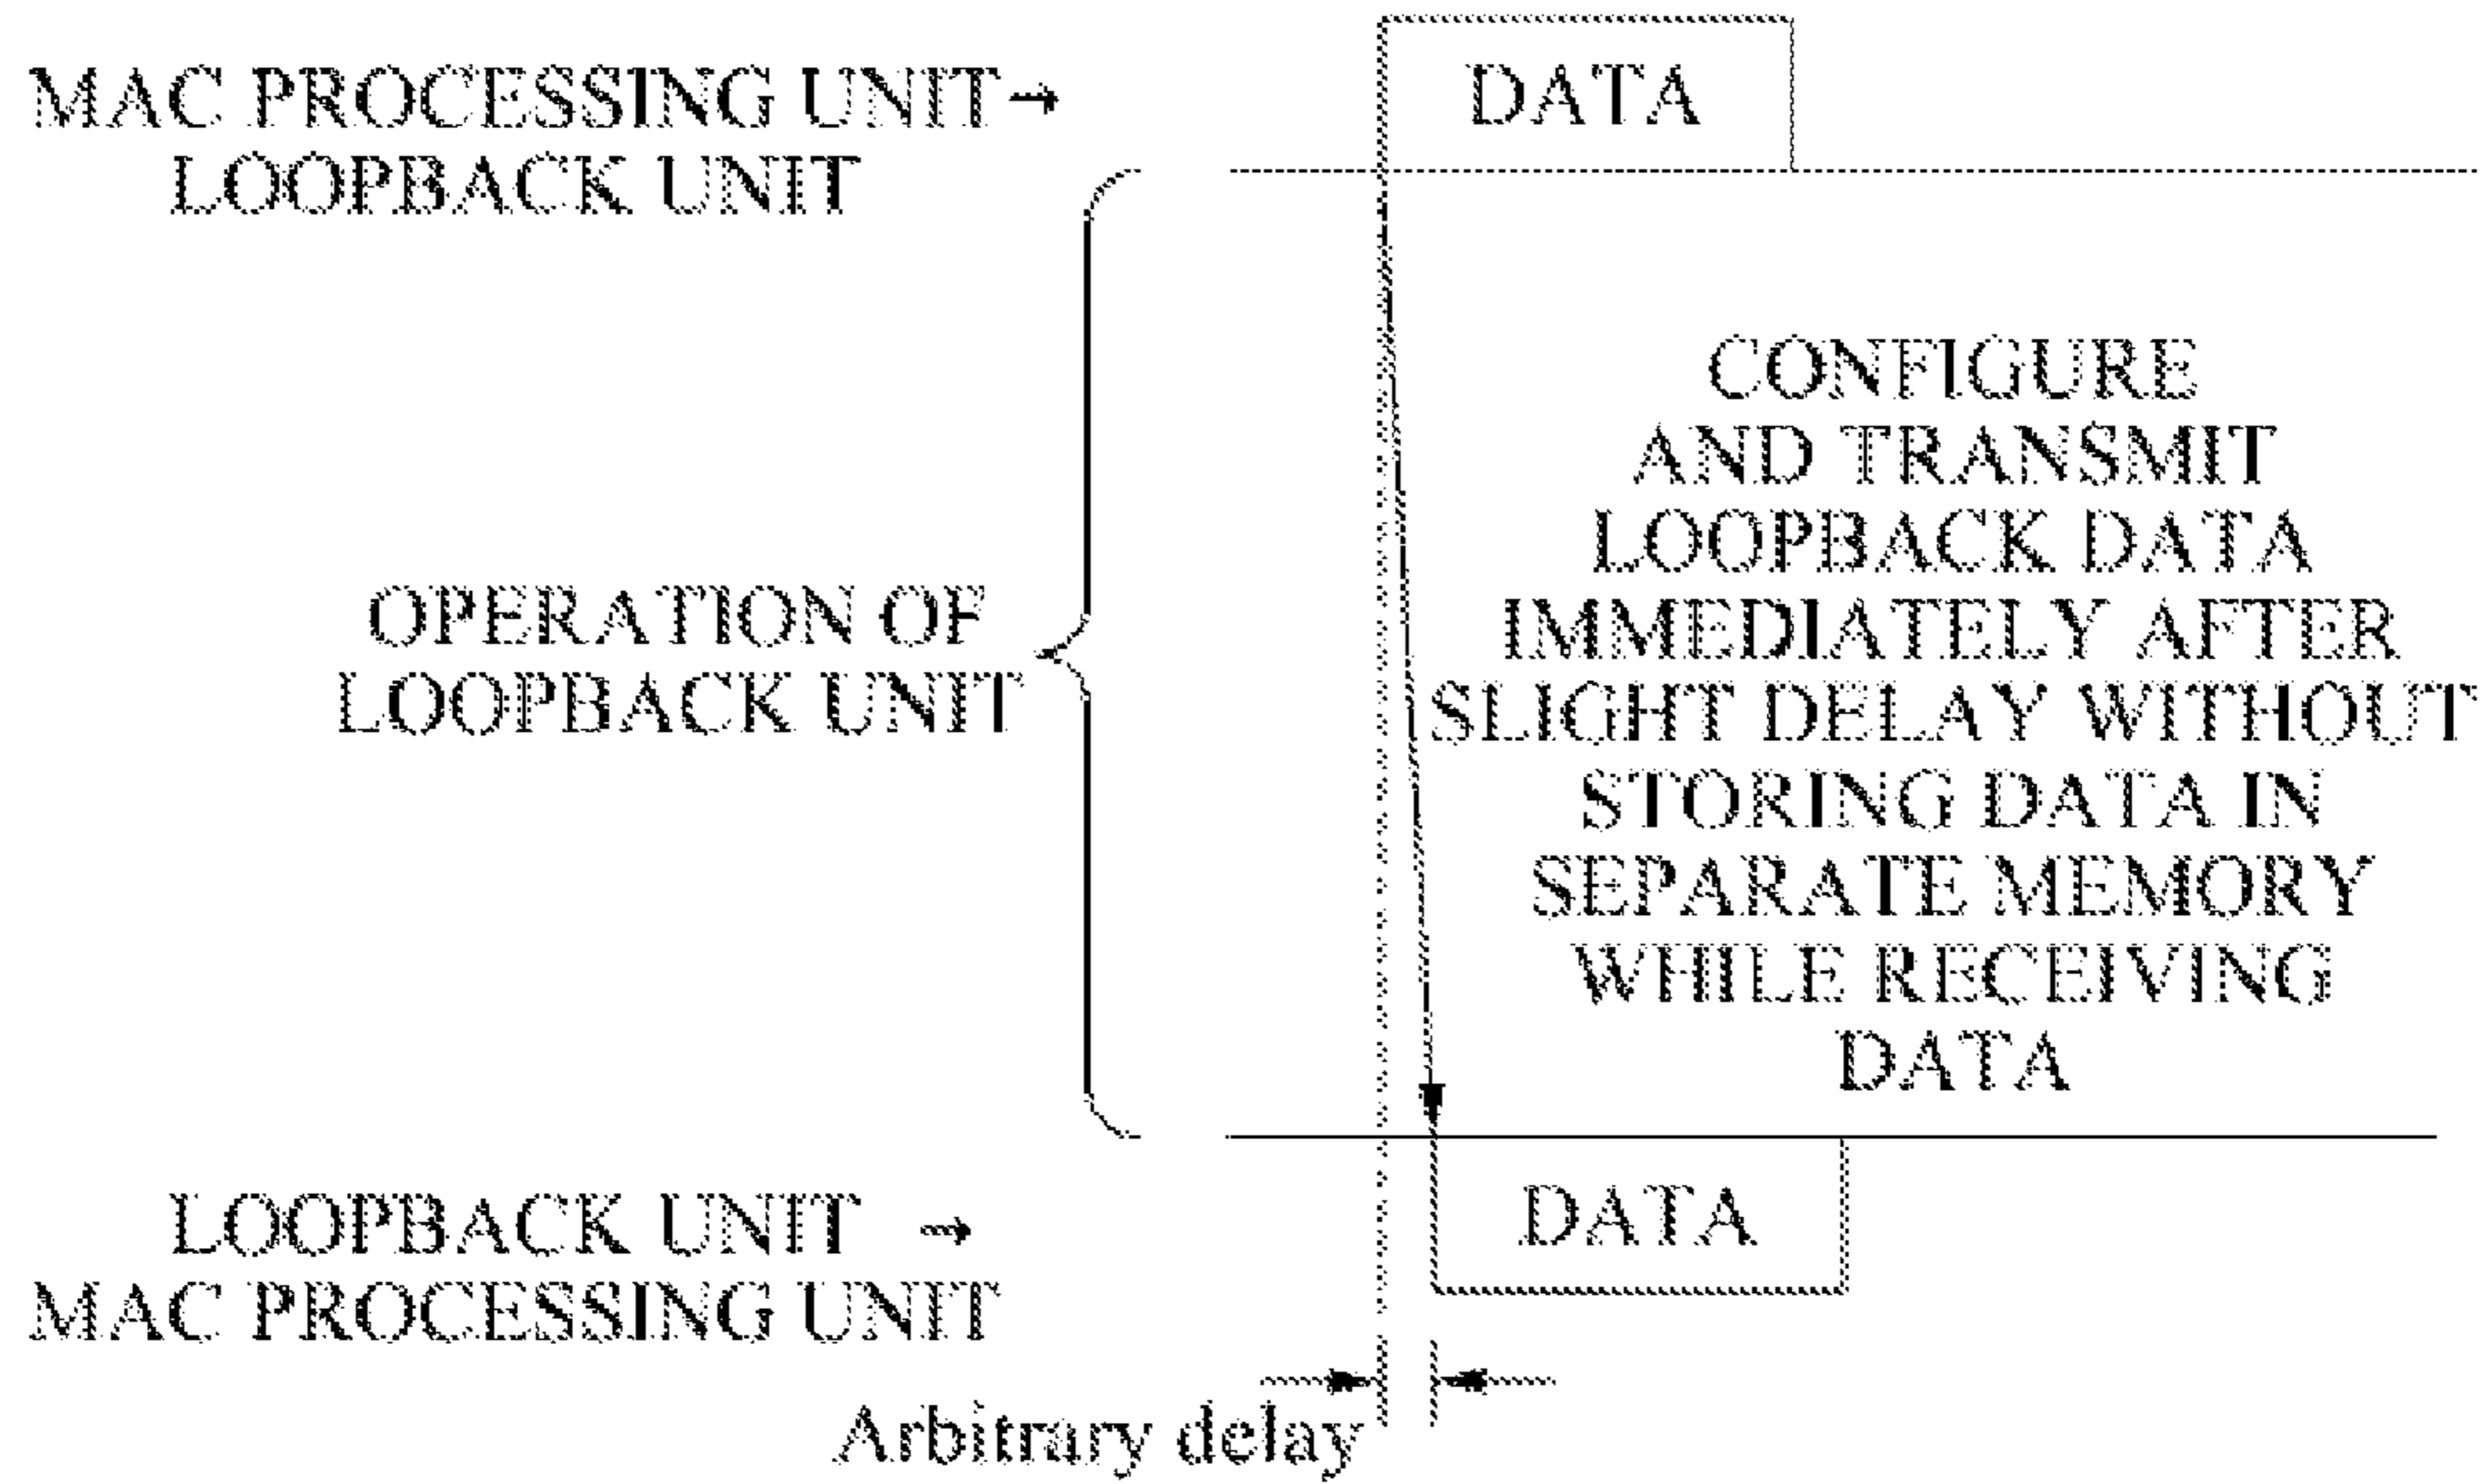 MAC PROCESSING UNIT→
LOOPBACK UNIT
DATA
OPERATION OF
LOOPBACK UNIT
CONFIGURE
AND TRANSMIT
LOOPBACK DATA
IMMEDIATELY AFTER
SLIGHT DELAY WITHOUT
STORING DATA IN
SEPARATE MEMORY
WHILE RECEIVING
DATA
LOOPBACK UNIT →
MAC PROCESSING UNIT
DATA
Arbitrary delay